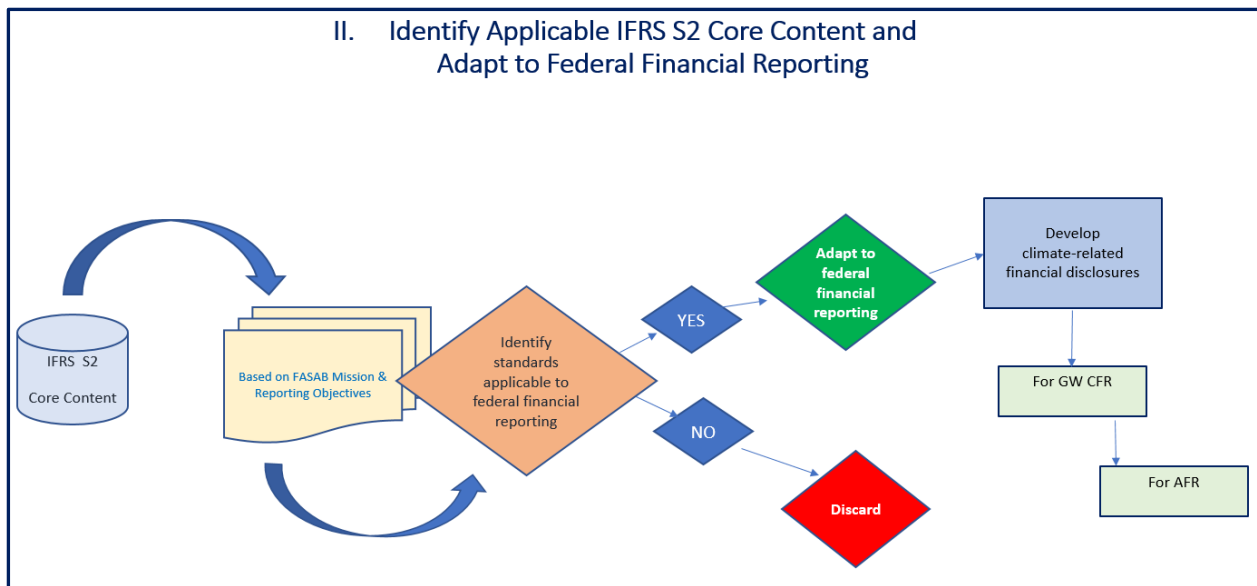 II. Identify Applicable IFRS S2 Core Content and
Adapt to Federal Financial Reporting
IFRS S2
Core Content
Based on FASAB Mission &
Reporting Objectives
Identify
standards
applicable to
federal financial
reporting
YES
NO
Adapt to
federal
financial
reporting
Discard
Develop
climate-related
financial disclosures
For GW CFR
For AFR